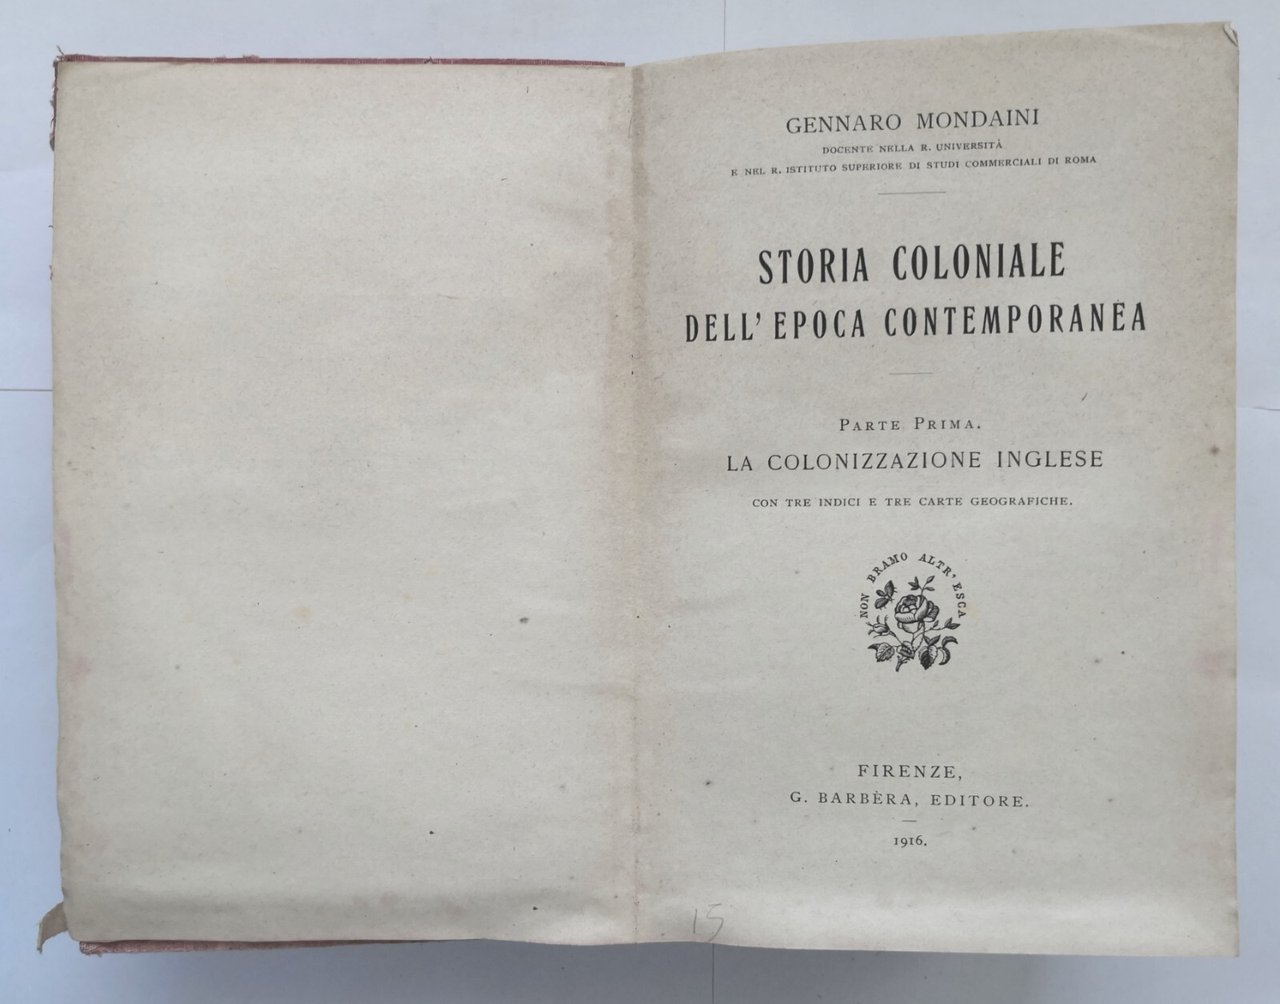 GENNARO MONDAINI
DOCENTE NELLA R. UNIVERSITÀ
E NEL R. ISTITUTO SUPERIORE DI STUDI COMMERCIALI DI ROMA
STORIA COLONIALE
DELL' EPOCA CONTEMPORANEA
PARTE PRIMA.
LA COLONIZZAZIONE INGLESE
CON TRE INDICI E TRE CARTE GEOGRAFICHE.
NON BRAMO ALTR' ESCA
FIRENZE,
G. BARBÈRA, EDITORE.
1916.
15